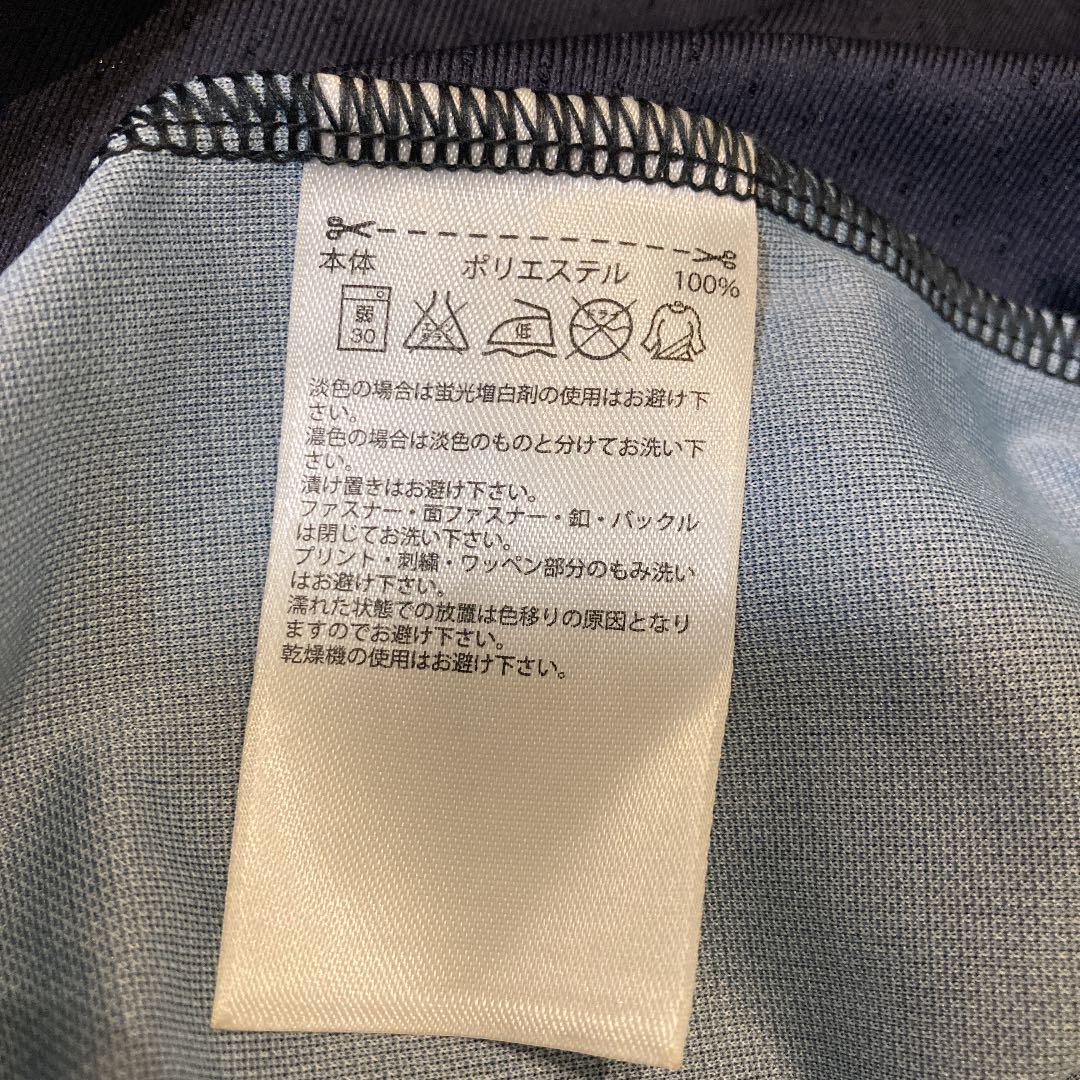 本体 ポリエステル 100%
弱 30 エンソサラシ 低 ドライ
淡色の場合は蛍光増白剤の使用はお避け下
さい。
濃色の場合は淡色のものと分けてお洗い下
さい。
漬け置きはお避け下さい。
ファスナー・面ファスナー・釦・バックル
は閉じてお洗い下さい。
プリント・刺繍・ワッペン部分のもみ洗い
はお避け下さい。
濡れた状態での放置は色移りの原因となり
ますのでお避け下さい。
乾燥機の使用はお避け下さい。